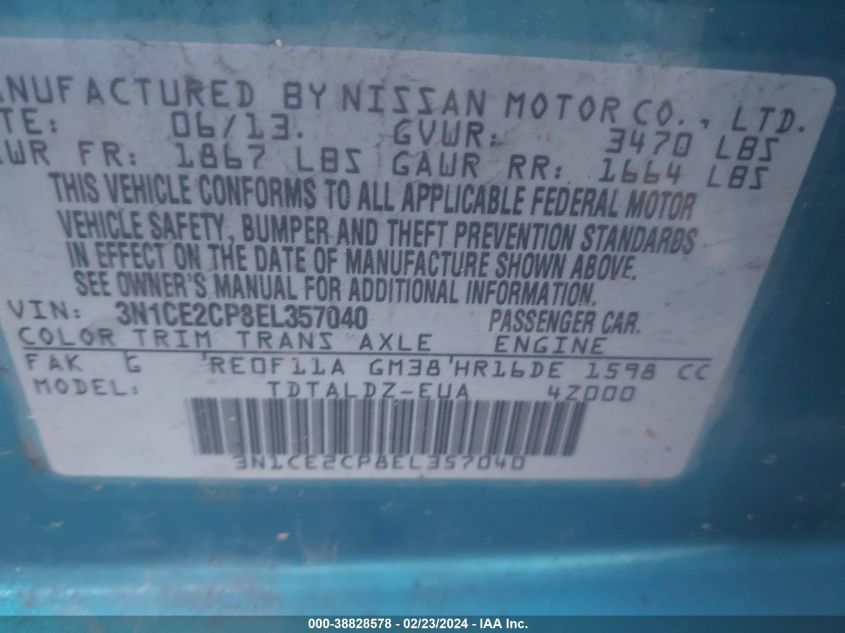 ANUFACTURED BY NISSAN MOTOR CO., LTD.
TE: 06/13. GVWR: 3470 LBS
AWR FR: 1867 LBS GAWR RR: 1664 LBS
THIS VEHICLE CONFORMS TO ALL APPLICABLE FEDERAL MOTOR
VEHICLE SAFETY, BUMPER AND THEFT PREVENTION STANDARDS
IN EFFECT ON THE DATE OF MANUFACTURE SHOWN ABOVE.
SEE OWNER'S MANUAL FOR ADDITIONAL INFORMATION.
VIN: 3N1CE2CP8EL357040 PASSENGER CAR.
COLOR TRIM TRANS AXLE ENGINE
FAK G 'RE0F11A GM38'HR16DE 1598 CC
MODEL: TDTALDZ-EUA 4Z000
3N1CE2CP8EL357040
000-38828578 - 02/23/2024 - IAA Inc.